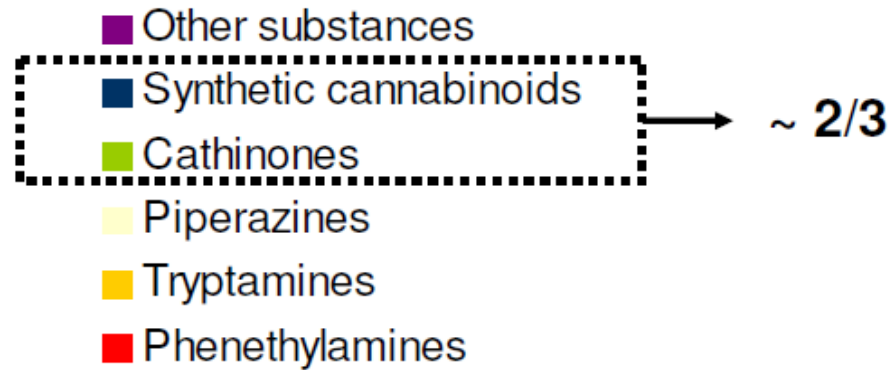 Other substances
Synthetic cannabinoids
~ 2/3
Cathinones
Piperazines
Tryptamines
Phenethylamines